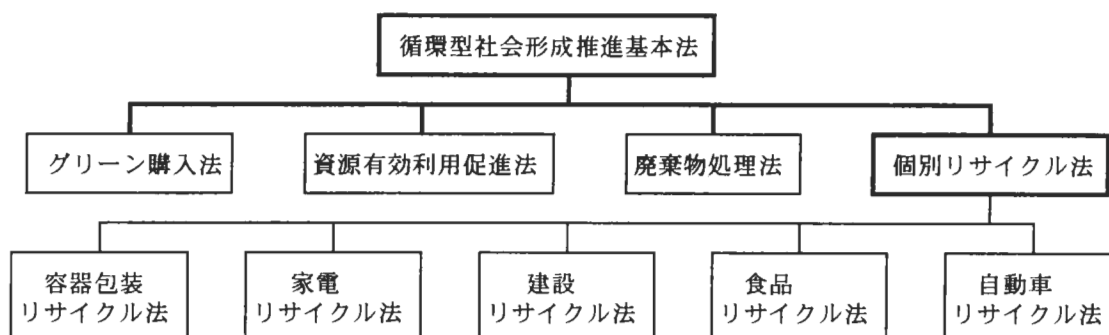 循環型社会形成推進基本法
グリーン購入法
資源有効利用促進法
廃棄物処理法
個別リサイクル法
容器包装
リサイクル法
家電
リサイクル法
建設
リサイクル法
食品
リサイクル法
自動車
リサイクル法